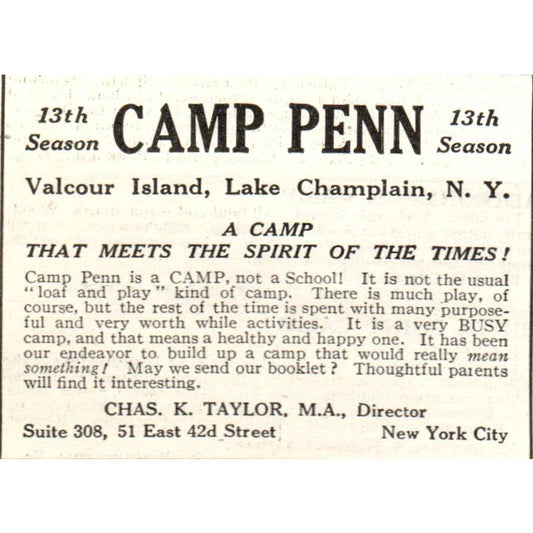 13th Season CAMP PENN 13th Season
Valcour Island, Lake Champlain, N. Y.
A CAMP
THAT MEETS THE SPIRIT OF THE TIMES!
Camp Penn is a CAMP, not a School! It is not the usual
"loaf and play" kind of camp. There is much play, of
course, but the rest of the time is spent with many purpose-
ful and very worth while activities. It is a very BUSY
camp, and that means a healthy and happy one. It has been
our endeavor to build up a camp that would really mean
something! May we send our booklet? Thoughtful parents
will find it interesting.
CHAS. K. TAYLOR, M.A., Director
Suite 308, 51 East 42d Street New York City